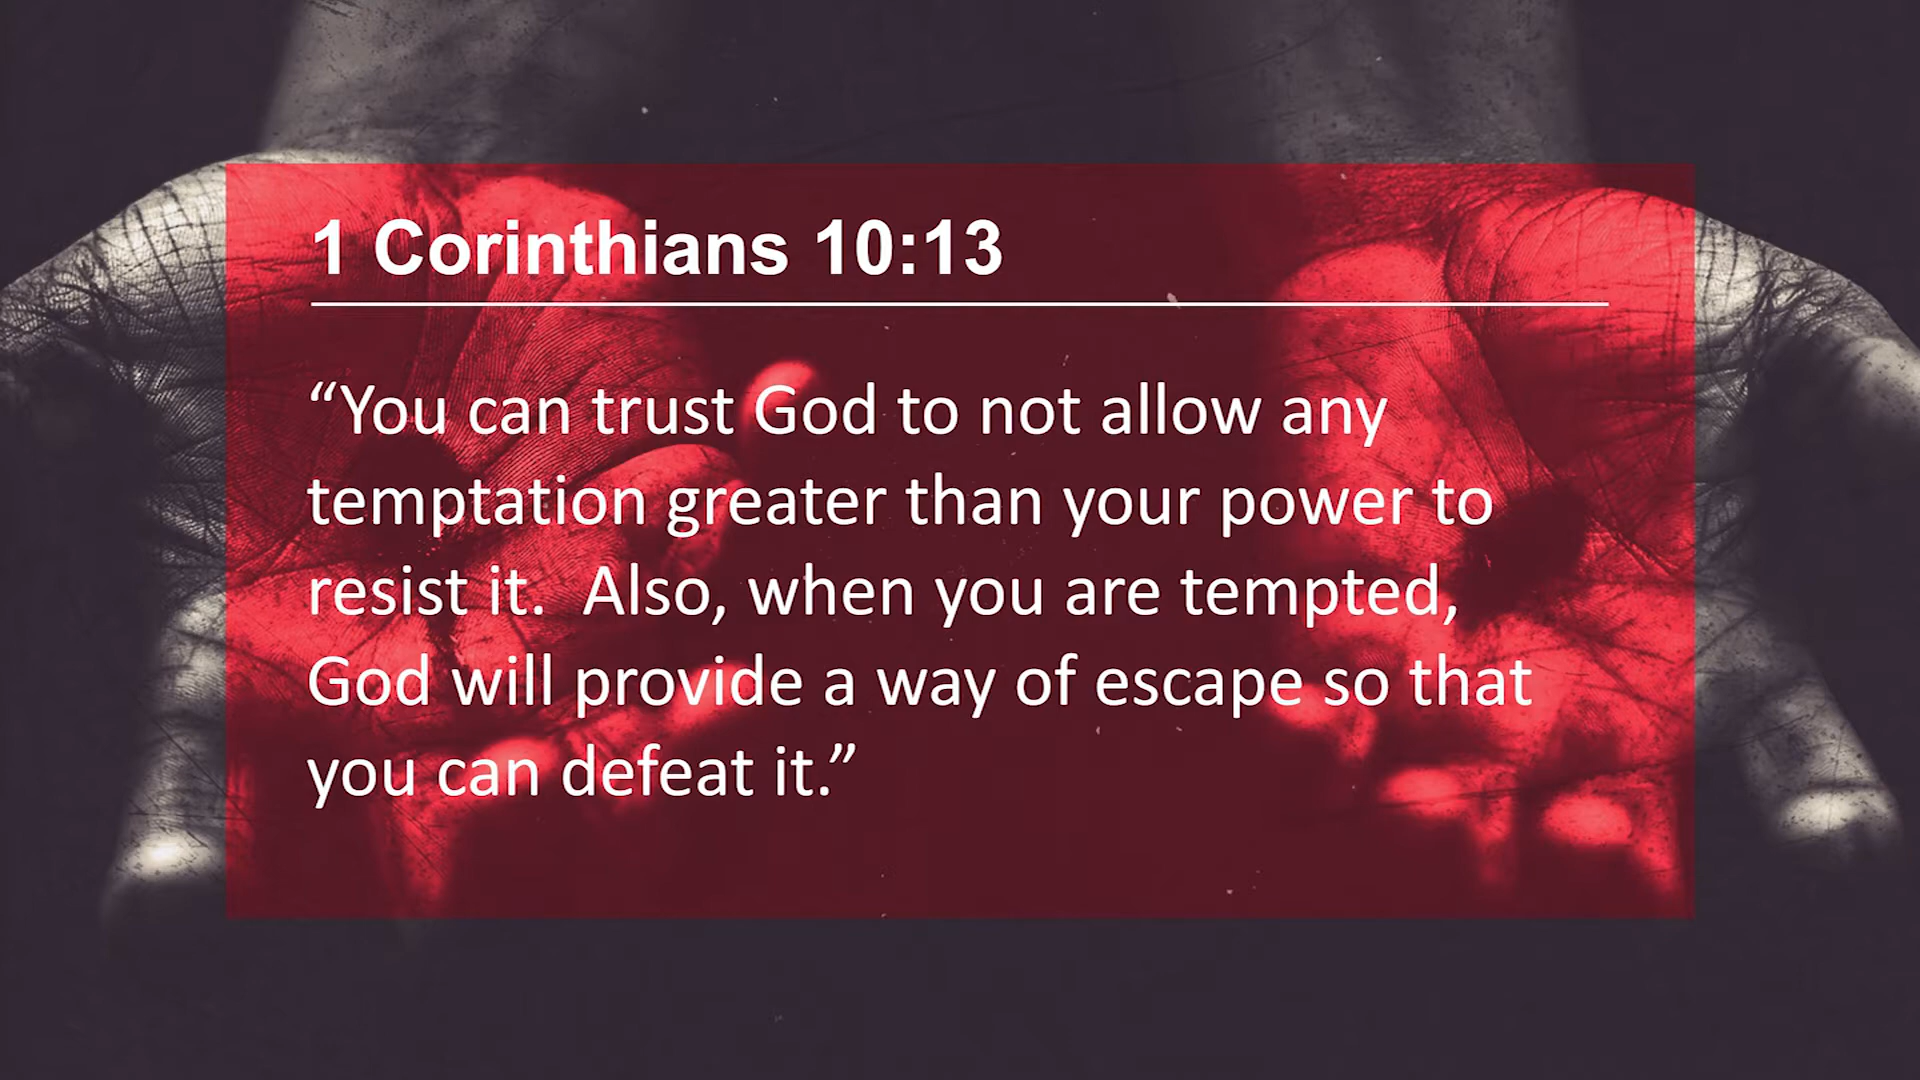 1 Corinthians 10:13
“You can trust God to not allow any
temptation greater than your power to
resist it.  Also, when you are tempted,
God will provide a way of escape so that
you can defeat it.”